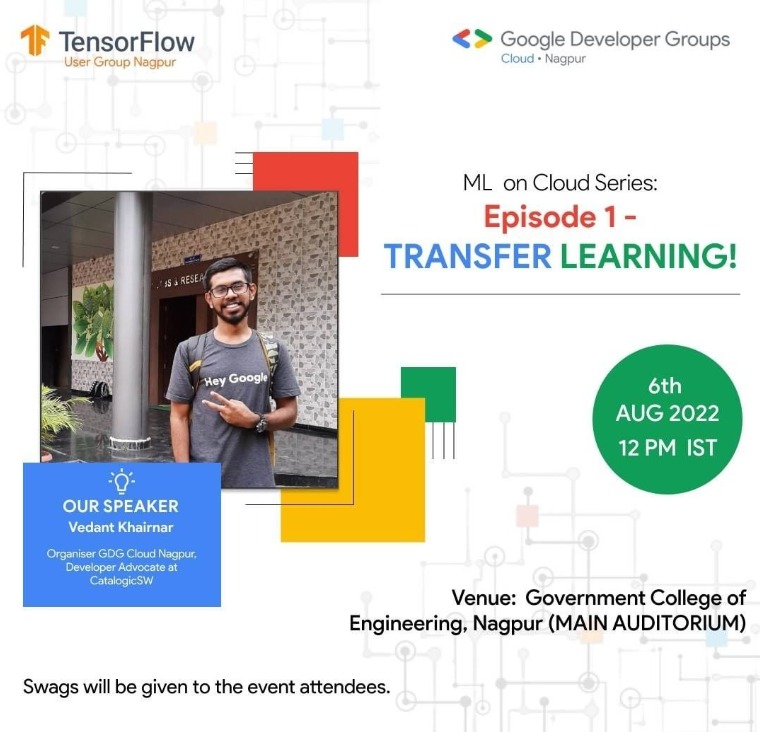 TensorFlow
User Group Nagpur
Google Developer Groups
Cloud • Nagpur
ML on Cloud Series:
Episode 1 -
TRANSFER LEARNING!
BS & RESEA
Hey Google
6th
AUG 2022
12 PM IST
OUR SPEAKER
Vedant Khairnar
Organiser GDG Cloud Nagpur,
Developer Advocate at
CatalogicSW
Venue: Government College of
Engineering, Nagpur (MAIN AUDITORIUM)
Swags will be given to the event attendees.